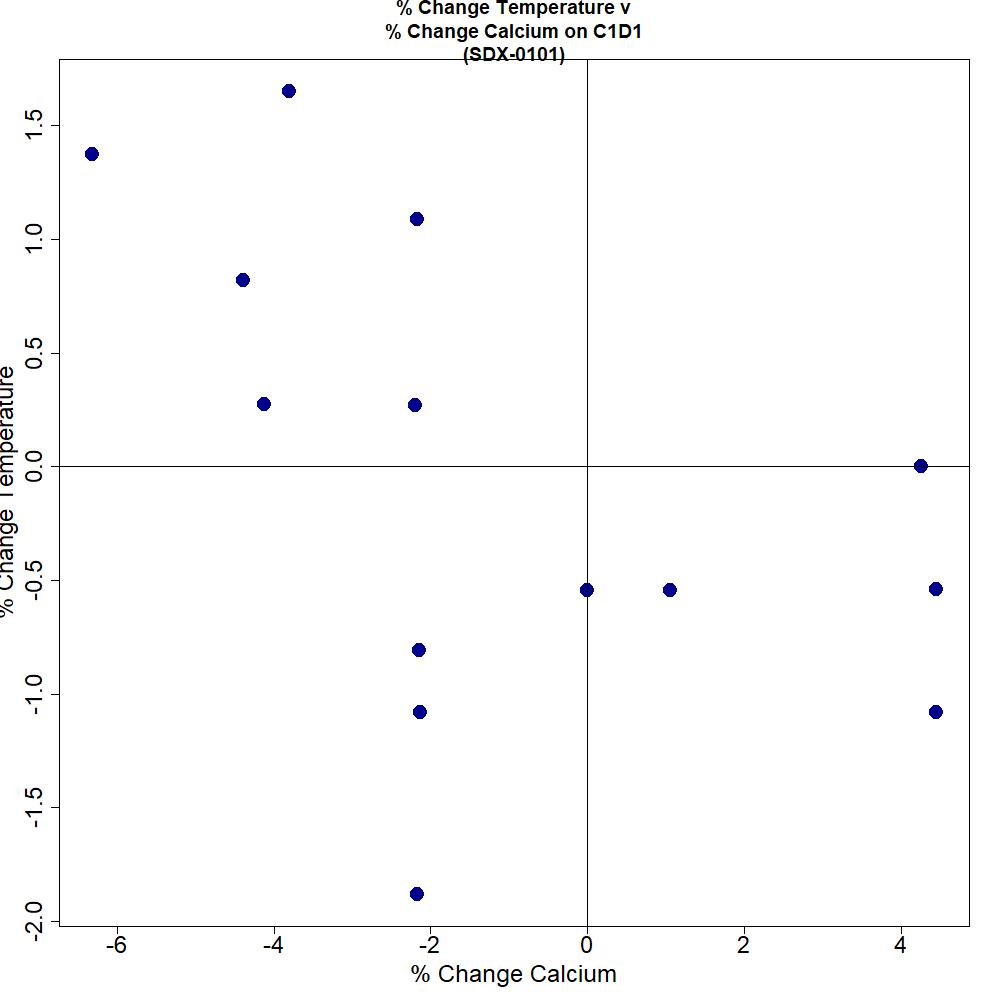 % Change Temperature v
% Change Calcium on C1D1
(SDX-0101)
% Change Temperature
1.5
1.0
0.5
0.0
-0.5
-1.0
-1.5
-2.0
-6
-4
-2
0
2
4
% Change Calcium